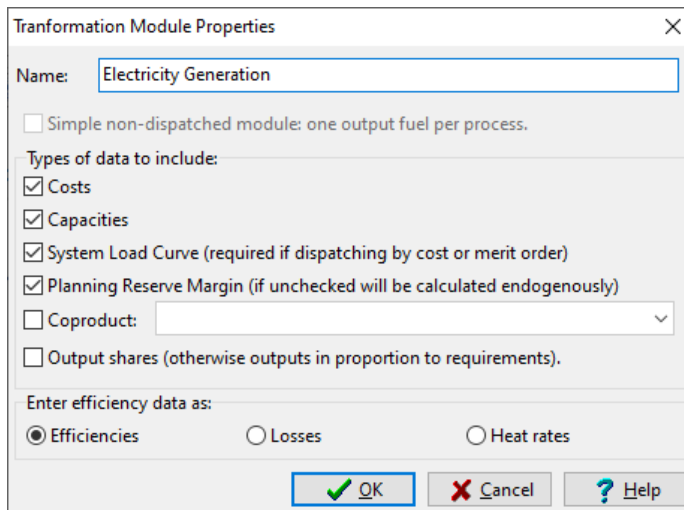 Tranformation Module Properties
Name: Electricity Generation
Simple non-dispatched module: one output fuel per process.
Types of data to include:
Costs
Capacities
System Load Curve (required if dispatching by cost or merit order)
Planning Reserve Margin (if unchecked will be calculated endogenously)
Coproduct:
Output shares (otherwise outputs in proportion to requirements).
Enter efficiency data as:
Efficiencies Losses Heat rates
OK Cancel Help